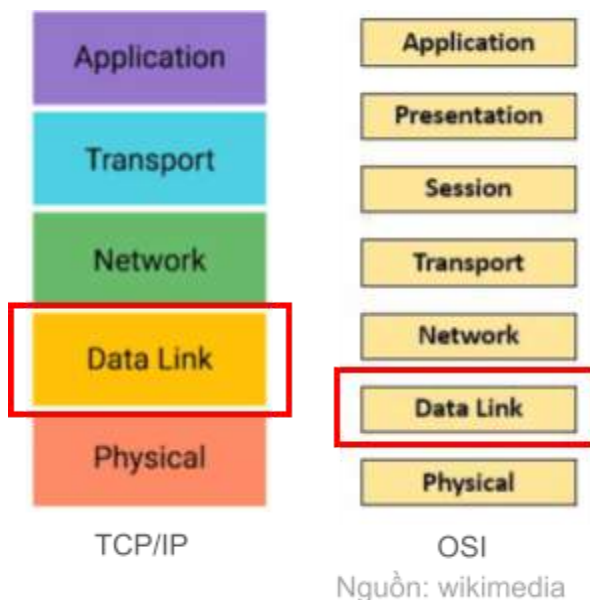 Application
Transport
Network
Data Link
Physical
TCP/IP
Application
Presentation
Session
Transport
Network
Data Link
Physical
OSI
Nguồn: wikimedia